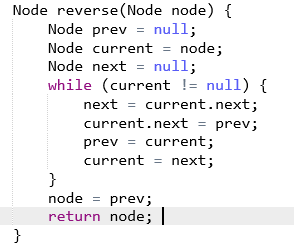 Node reverse(Node node) {
    Node prev = null;
    Node current = node;
    Node next = null;
    while (current != null) {
        next = current.next;
        current.next = prev;
        prev = current;
        current = next;
    }
    node = prev;
    return node;
}